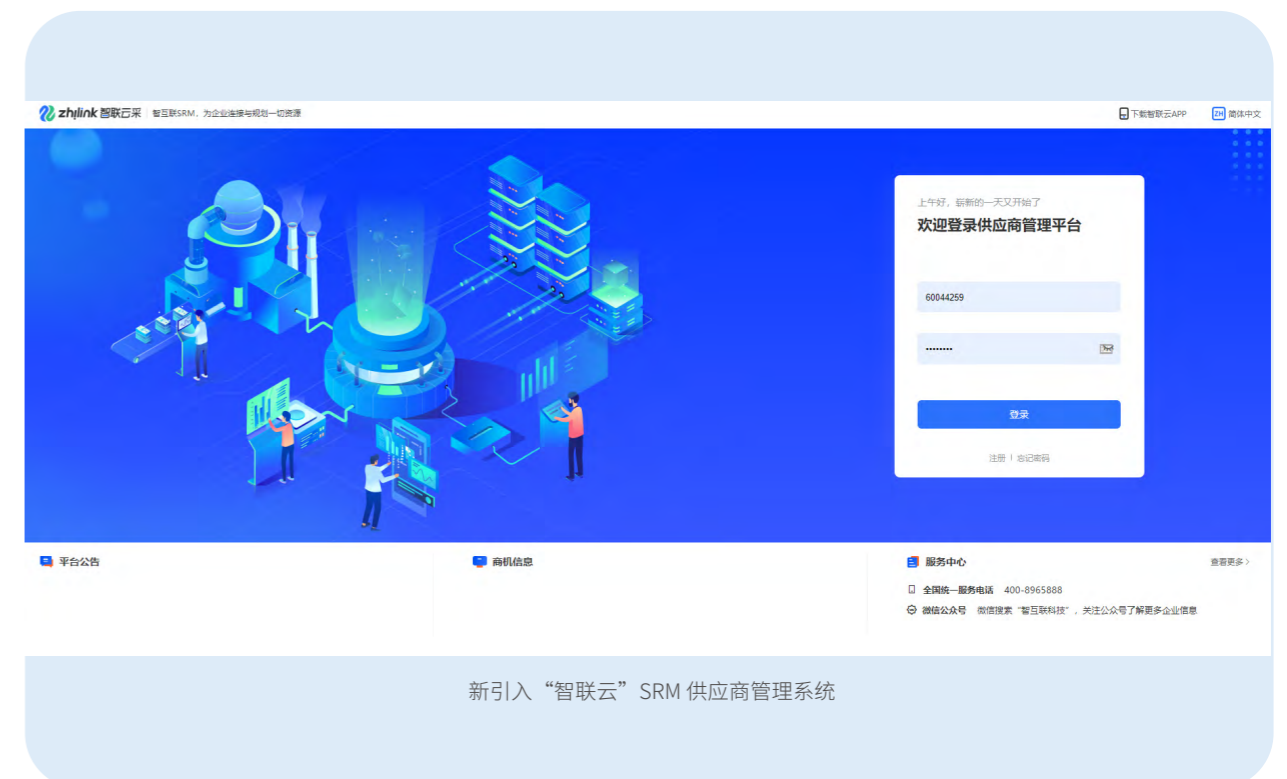 zhilink 智联云采 智互联SRM，为企业连接与规划一切资源
下载智联云APP ZH 简体中文
上午好，崭新的一天又开始了
欢迎登录供应商管理平台
60044259
••••••••
登录
注册 | 忘记密码
平台公告
商机信息
服务中心 查看更多 >
全国统一服务电话 400-8965888
微信公众号 微信搜索“智互联科技”，关注公众号了解更多企业信息
新引入“智联云”SRM 供应商管理系统